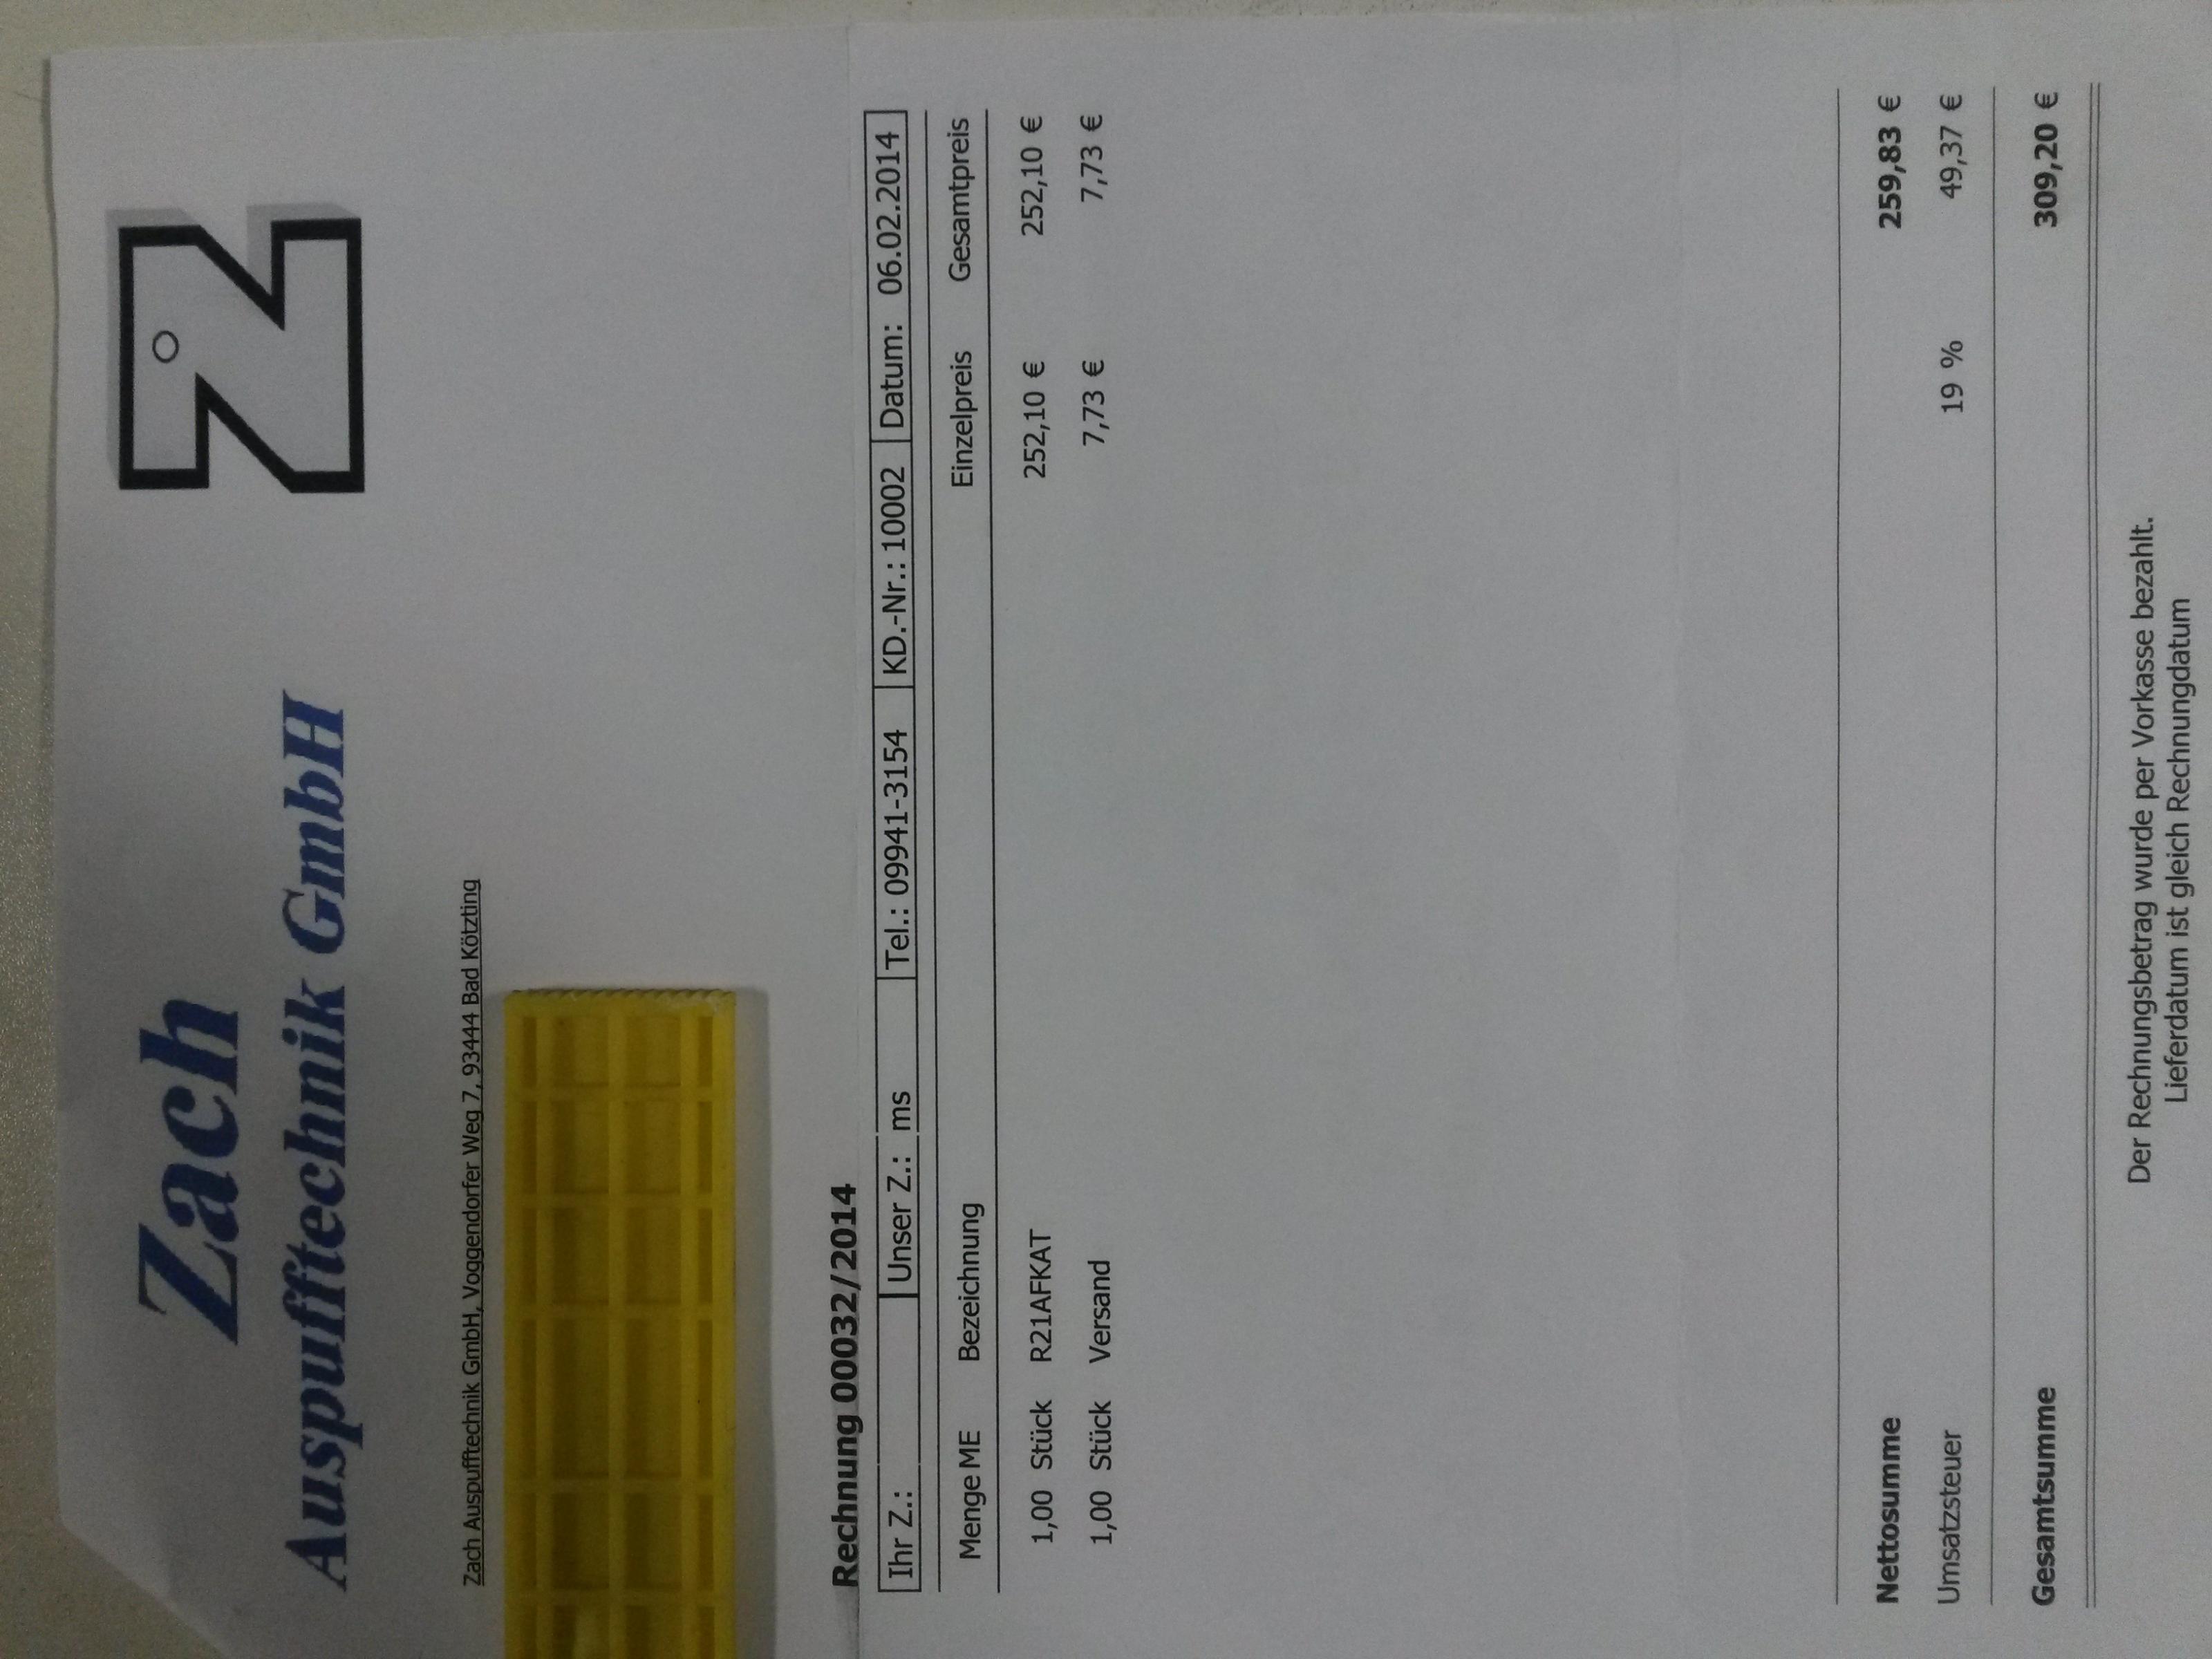 Zach
Auspufftechnik GmbH
Z
Zach Auspufftechnik GmbH, Voggendorfer Weg 7, 93444 Bad Kötzting
Rechnung 00032/2014
Ihr Z.: Unser Z.: ms Tel.: 09941-3154 KD.-Nr.: 10002 Datum: 06.02.2014
Menge ME Bezeichnung Einzelpreis Gesamtpreis
1,00 Stück R21AFKAT 252,10 € 252,10 €
1,00 Stück Versand 7,73 € 7,73 €
Nettosumme 259,83 €
Umsatzsteuer 19 % 49,37 €
Gesamtsumme 309,20 €
Der Rechnungsbetrag wurde per Vorkasse bezahlt.
Lieferdatum ist gleich Rechnungdatum